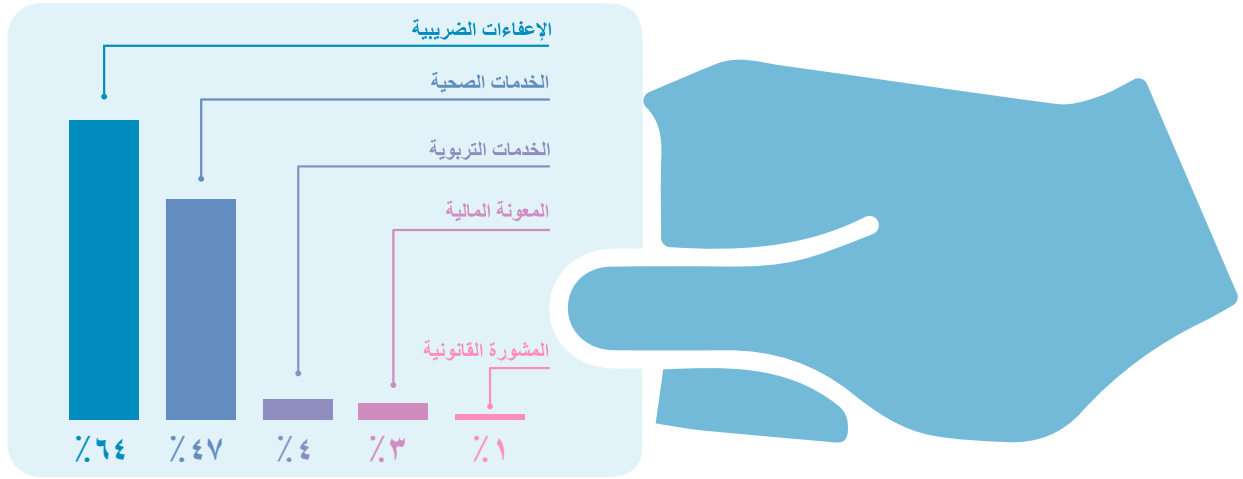 الإعفاءات الضريبية
الخدمات الصحية
الخدمات التربوية
المعونة المالية
المشورة القانونية
٪٦٤
٪٤٧
٪٤
٪٣
٪١